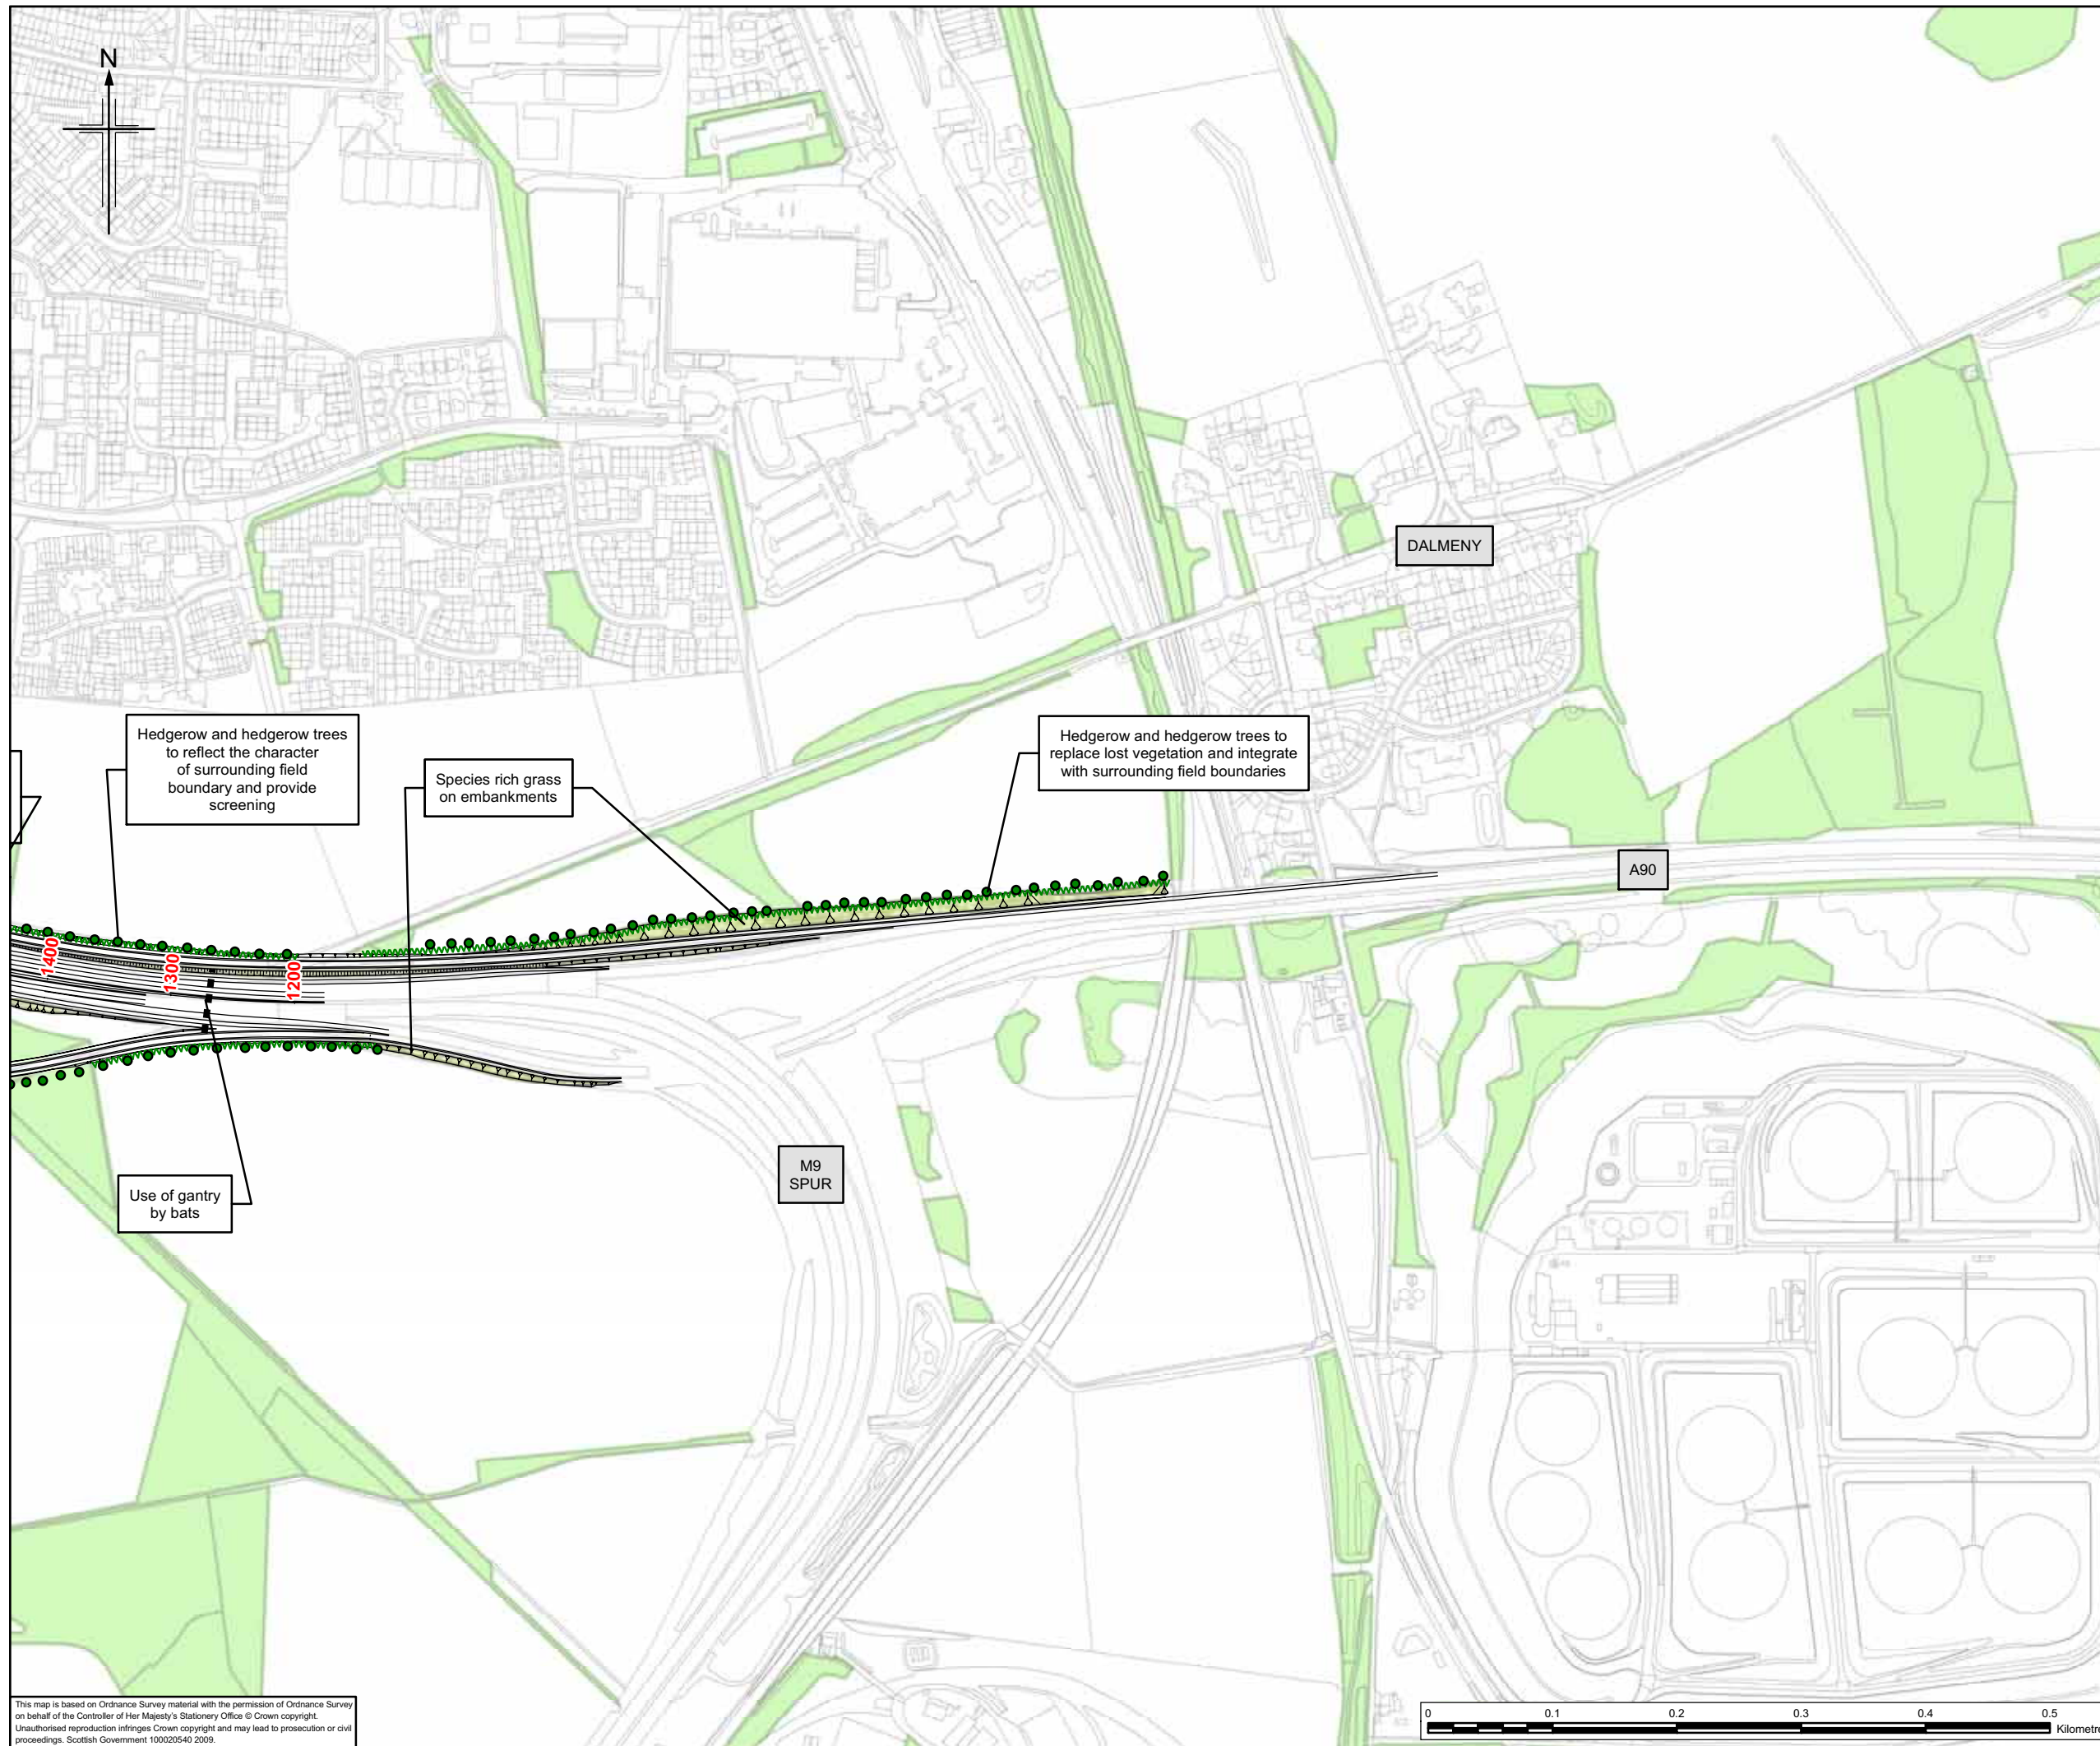 N
DALMENY
Hedgerow and hedgerow trees
to reflect the character
of surrounding field
boundary and provide
screening
Species rich grass
on embankments
Hedgerow and hedgerow trees to
replace lost vegetation and integrate
with surrounding field boundaries
A90
1400
1300
1200
M9
SPUR
Use of gantry
by bats
This map is based on Ordnance Survey material with the permission of Ordnance Survey
on behalf of the Controller of Her Majesty's Stationery Office © Crown copyright.
Unauthorised reproduction infringes Crown copyright and may lead to prosecution or civil
proceedings. Scottish Government 100020540 2009.
0 0.1 0.2 0.3 0.4 0.5
Kilometre